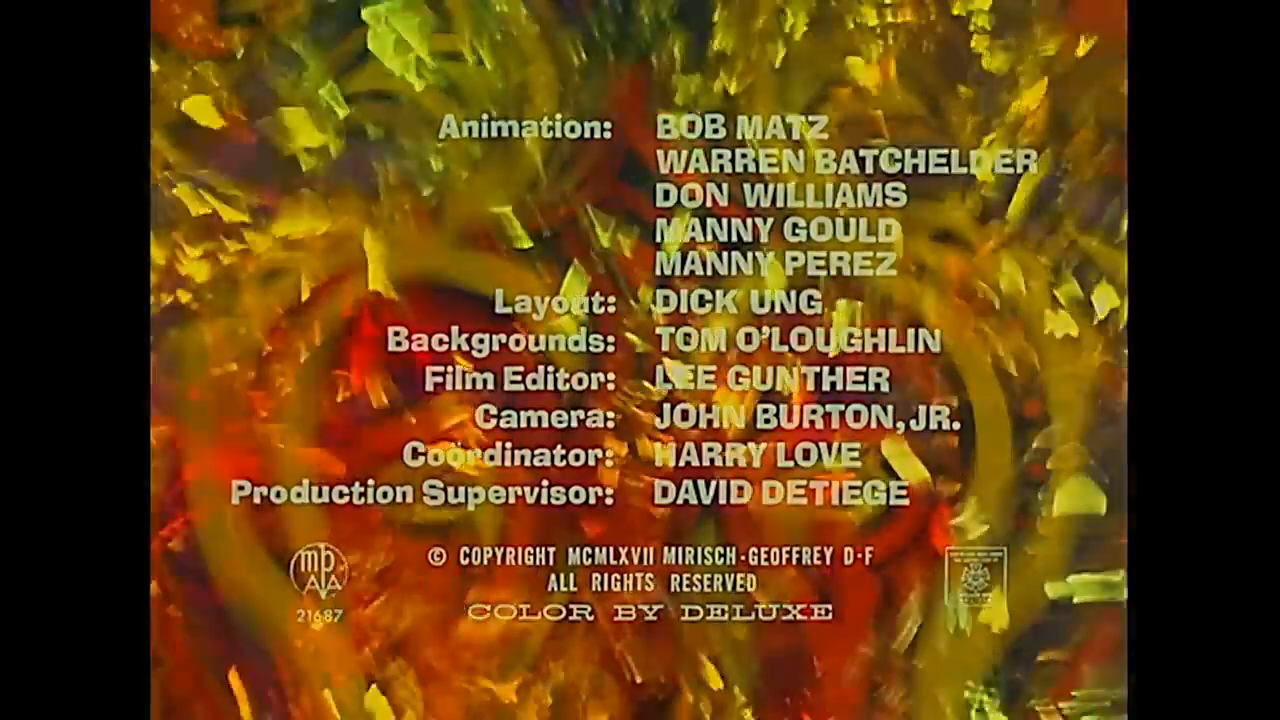 Animation: BOB MATZ
WARREN BATCHELDER
DON WILLIAMS
MANNY GOULD
MANNY PEREZ
Layout: DICK UNG
Backgrounds: TOM O'LOUGHLIN
Film Editor: LEE GUNTHER
Camera: JOHN BURTON, JR.
Coordinator: HARRY LOVE
Production Supervisor: DAVID DETIEGE
© COPYRIGHT MCMLXVII MIRISCH-GEOFFREY D-F
ALL RIGHTS RESERVED
COLOR BY DELUXE
mpAA
21687